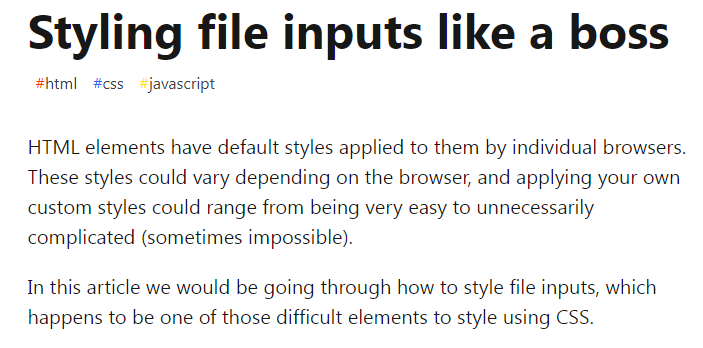 Styling file inputs like a boss
#html #css #javascript
HTML elements have default styles applied to them by individual browsers.
These styles could vary depending on the browser, and applying your own
custom styles could range from being very easy to unnecessarily
complicated (sometimes impossible).
In this article we would be going through how to style file inputs, which
happens to be one of those difficult elements to style using CSS.